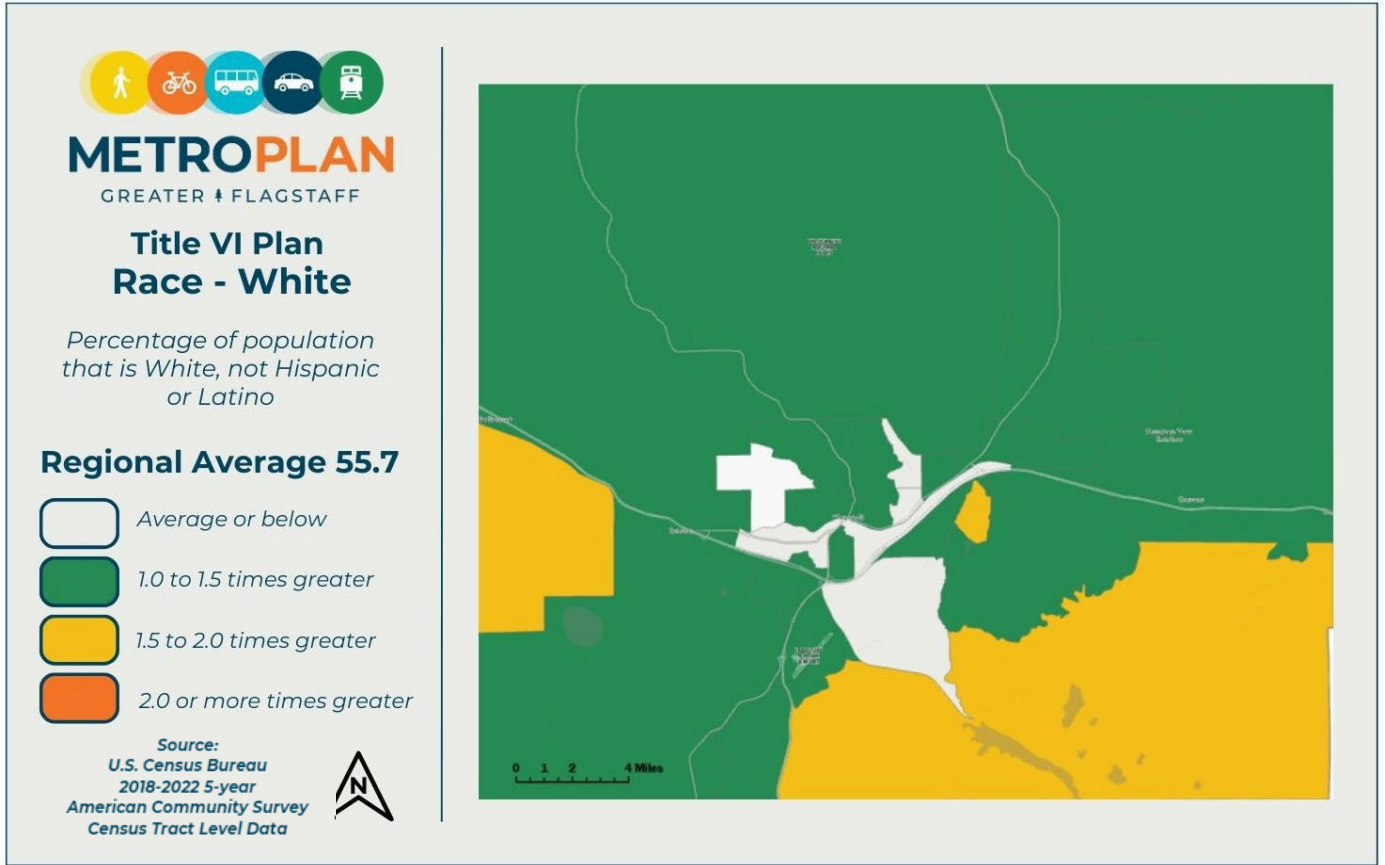 METROPLAN
GREATER FLAGSTAFF
Title VI Plan
Race - White
Percentage of population
that is White, not Hispanic
or Latino
Regional Average 55.7
Average or below
1.0 to 1.5 times greater
1.5 to 2.0 times greater
2.0 or more times greater
Source:
U.S. Census Bureau
2018-2022 5-year
American Community Survey
Census Tract Level Data
N
0 1 2 4 Miles